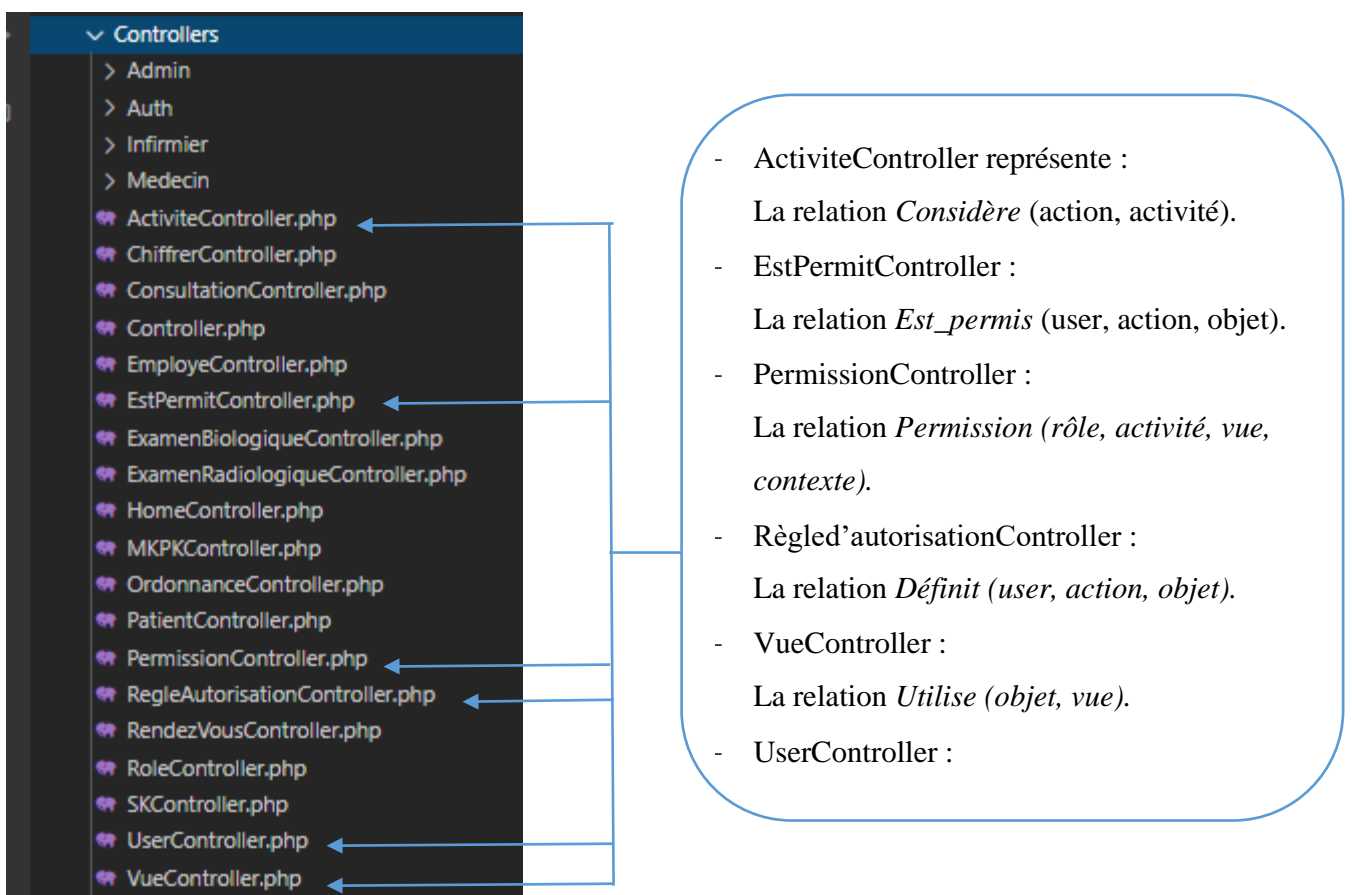 Controllers
Admin
Auth
Infirmier
Medecin
ActiviteController.php
ChiffrerController.php
ConsultationController.php
Controller.php
EmployeController.php
EstPermitController.php
ExamenBiologiqueController.php
ExamenRadiologiqueController.php
HomeController.php
MKPKController.php
OrdonnanceController.php
PatientController.php
PermissionController.php
RegleAutorisationController.php
RendezVousController.php
RoleController.php
SKController.php
UserController.php
VueController.php
- ActiviteController représente :
La relation Considère (action, activité).
- EstPermitController :
La relation Est_permis (user, action, objet).
- PermissionController :
La relation Permission (rôle, activité, vue,
contexte).
- Règled’autorisationController :
La relation Définit (user, action, objet).
- VueController :
La relation Utilise (objet, vue).
- UserController :